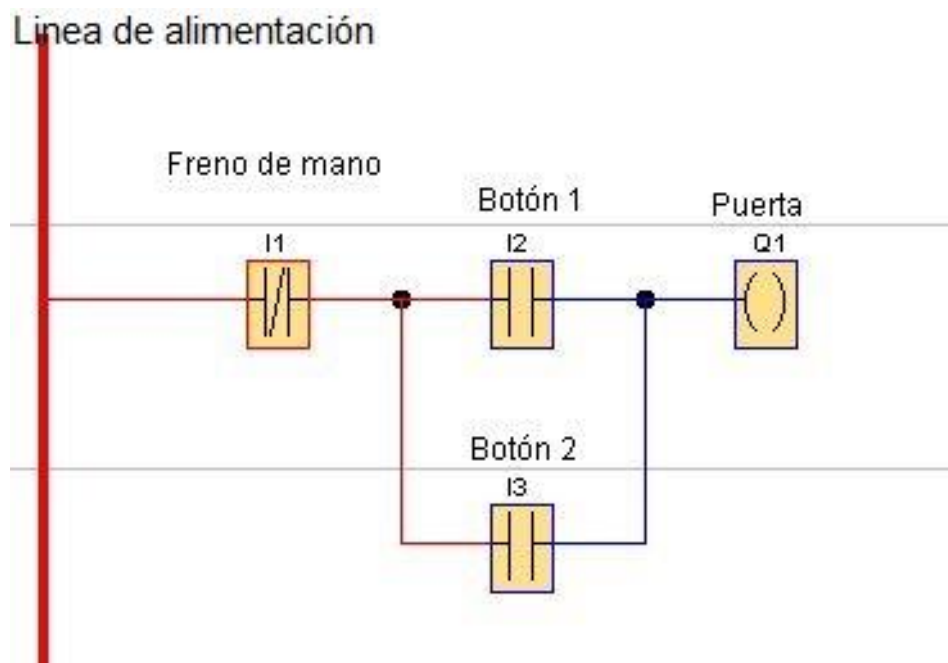 Linea de alimentación
Freno de mano
Botón 1
Puerta
I1
I2
Q1
Botón 2
I3